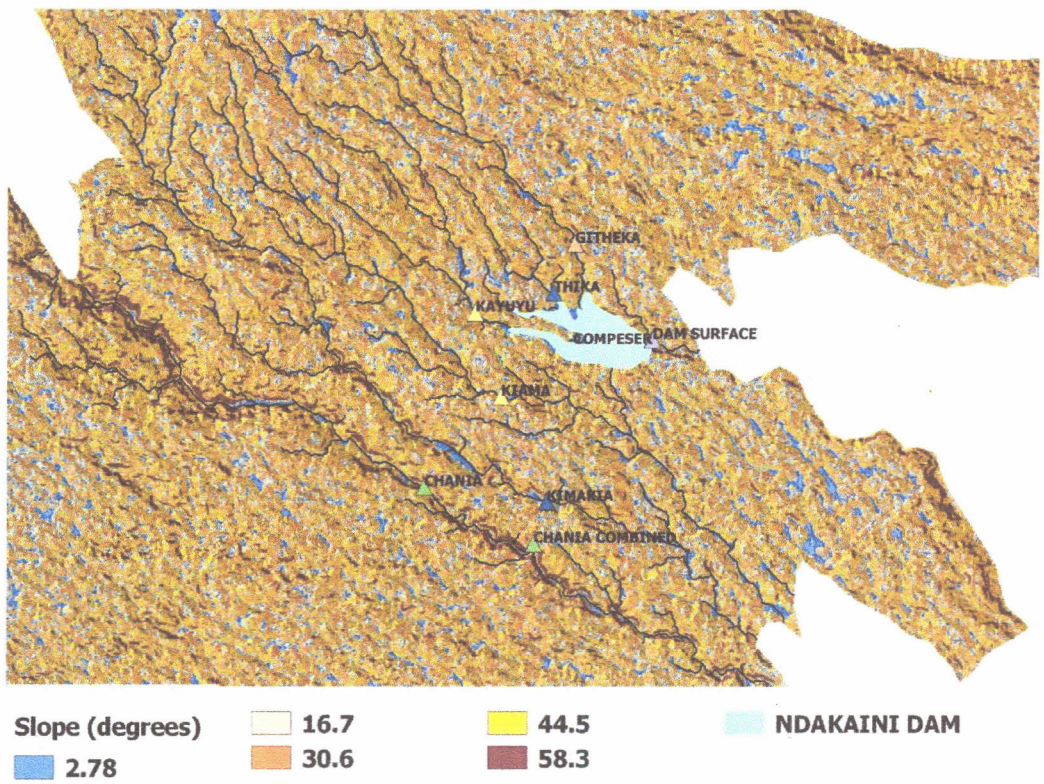 GITHEKA
THIKA
KAYUYU
COMPESER
DAM SURFACE
KIAMA
CHANIA
KIMAKIA
CHANIA COMBINED
Slope (degrees)
2.78
16.7
30.6
44.5
58.3
NDAKAINI DAM